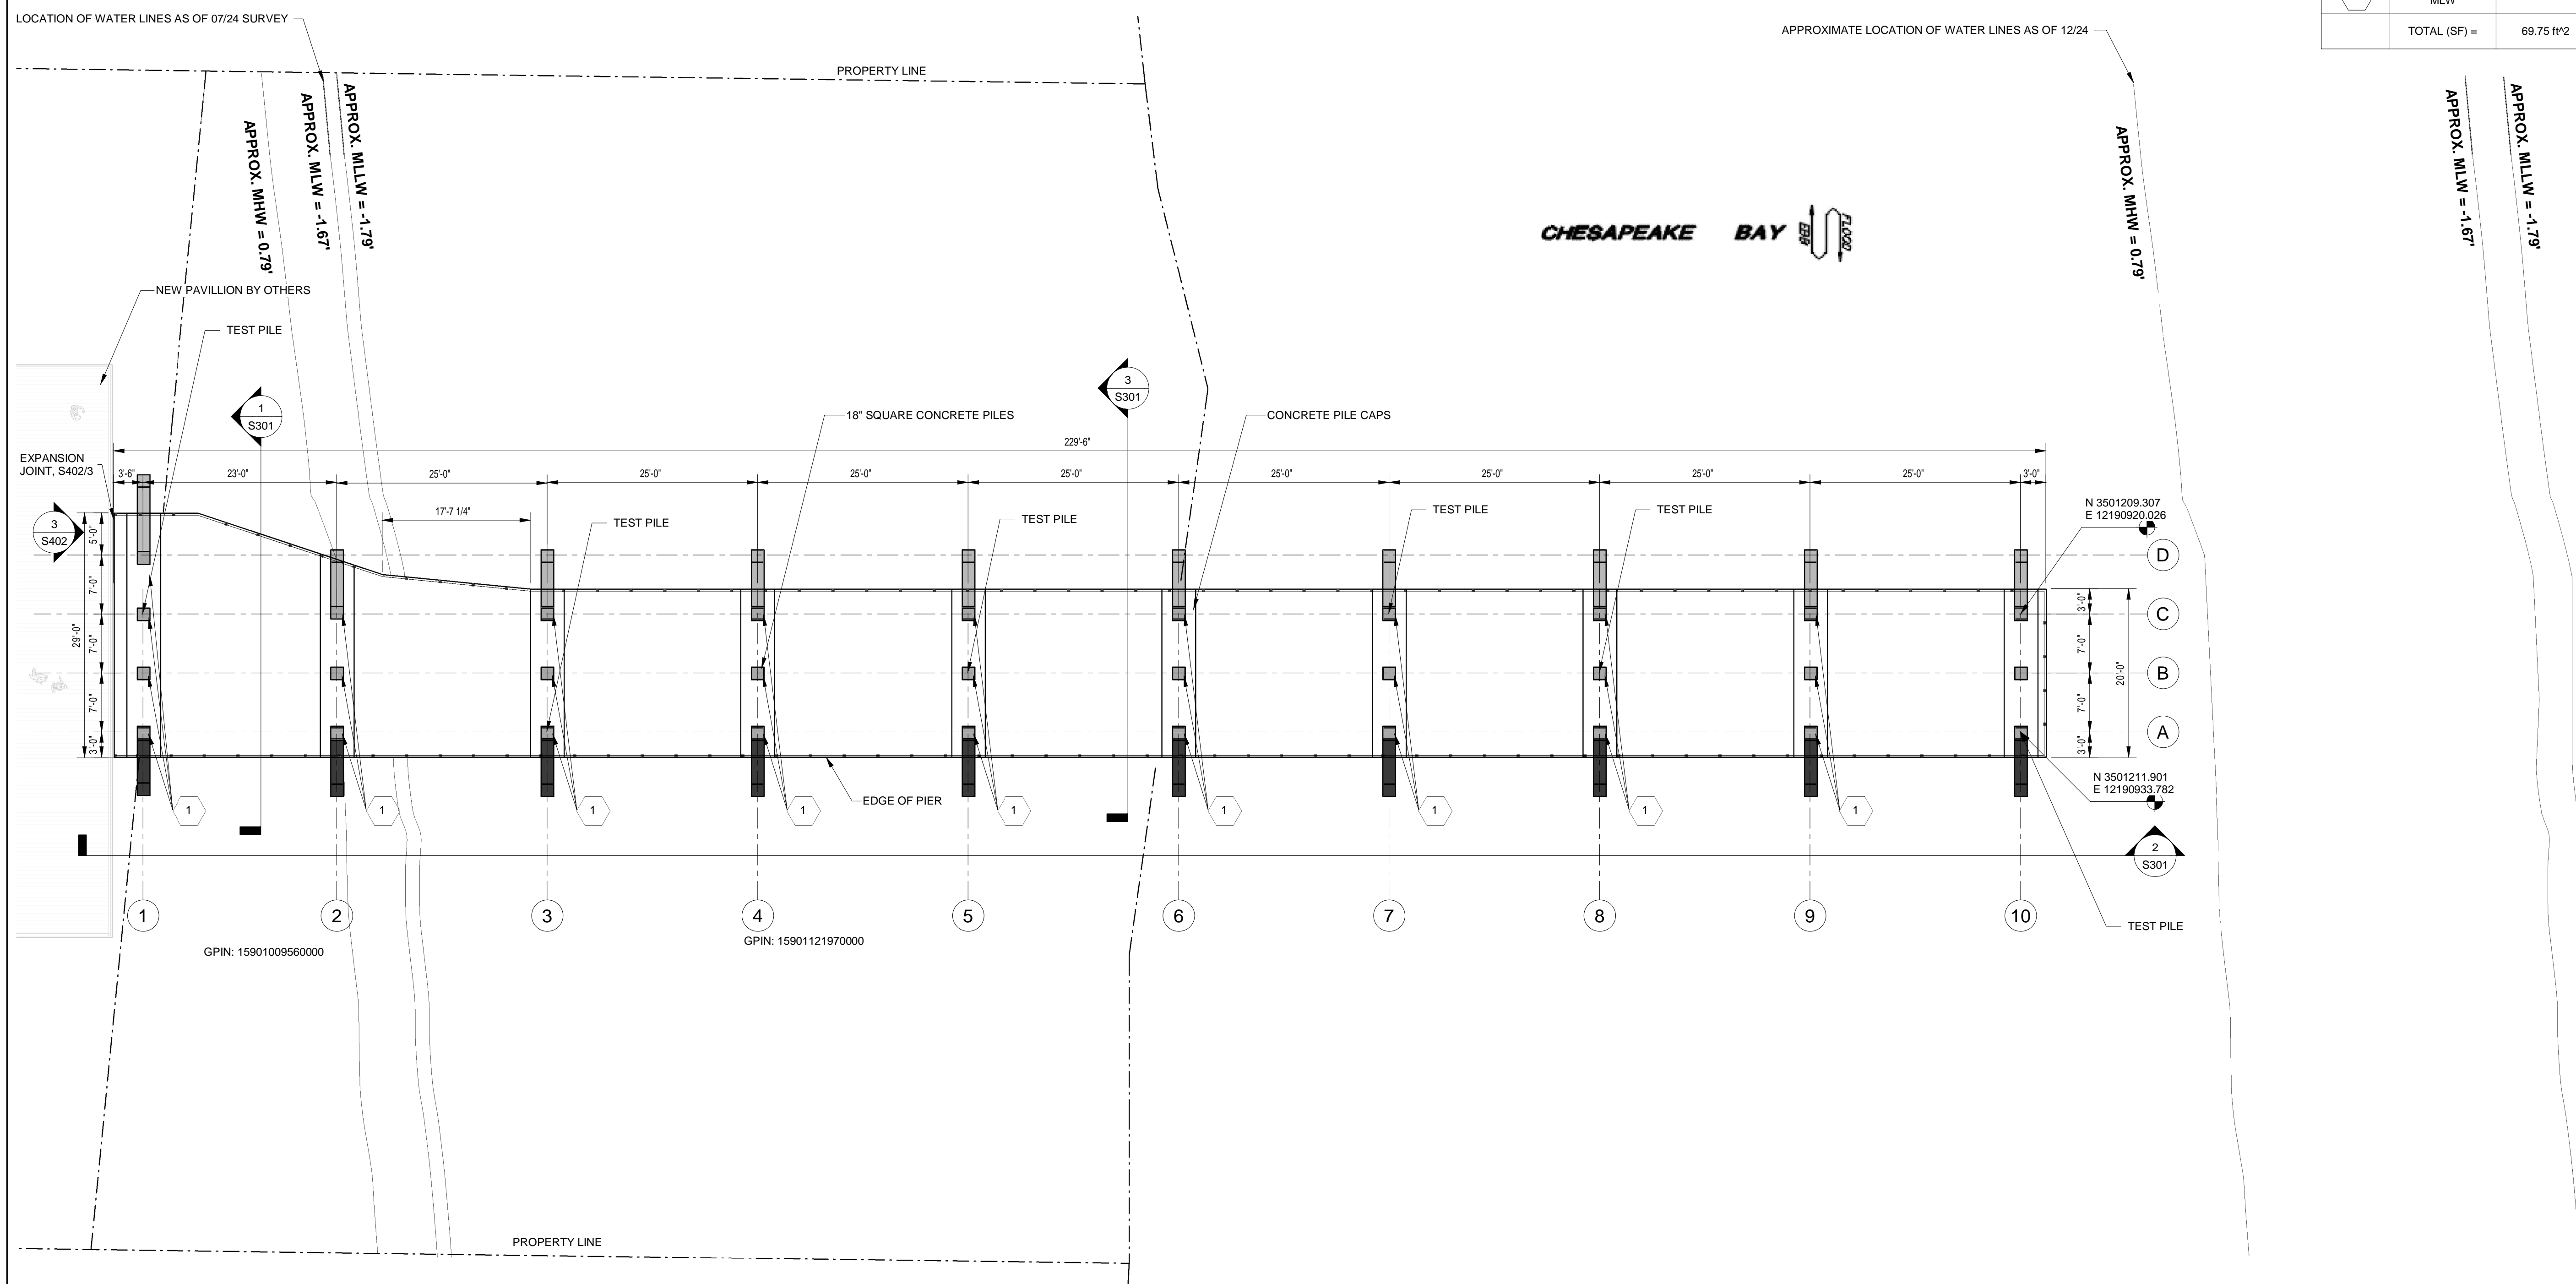 LOCATION OF WATER LINES AS OF 07/24 SURVEY
APPROXIMATE LOCATION OF WATER LINES AS OF 12/24
MLW
TOTAL (SF) =
69.75 ft^2
PROPERTY LINE
APPROX. MHW = 0.79'
APPROX. MLW = -1.67'
APPROX. MLLW = -1.79'
APPROX. MHW = 0.79'
APPROX. MLW = -1.67'
APPROX. MLLW = -1.79'
CHESAPEAKE BAY
EBB
FLOOD
NEW PAVILLION BY OTHERS
TEST PILE
1
S301
3
S301
18" SQUARE CONCRETE PILES
CONCRETE PILE CAPS
229'-6"
EXPANSION
JOINT, S402/3
3'-6"
23'-0"
25'-0"
25'-0"
25'-0"
25'-0"
25'-0"
25'-0"
25'-0"
25'-0"
3'-0"
3
S402
17'-7 1/4"
TEST PILE
TEST PILE
TEST PILE
TEST PILE
N 3501209.307
E 12190920.026
5'-0"
7'-0"
7'-0"
7'-0"
3'-0"
29'-0"
3'-0"
7'-0"
7'-0"
3'-0"
20'-0"
D
C
B
A
N 3501211.901
E 12190933.782
1
1
1
1
1
1
1
1
1
EDGE OF PIER
2
S301
1
2
3
4
5
6
7
8
9
10
TEST PILE
GPIN: 15901009560000
GPIN: 15901121970000
PROPERTY LINE